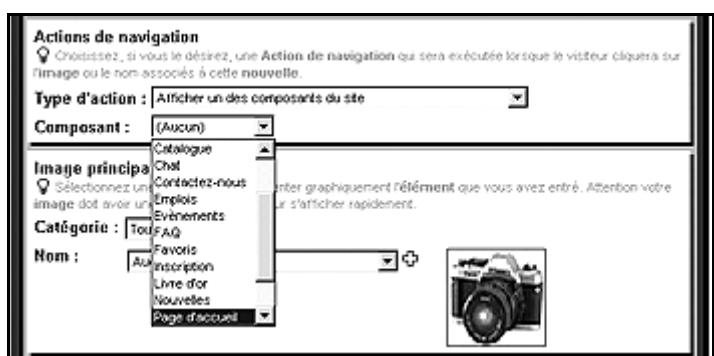 Actions de navigation
Choisissez, si vous le désirez, une Action de navigation qui sera exécutée lorsque le visiteur cliquera sur
l'image ou le nom associés à cette nouvelle.
Type d'action : Afficher un des composants du site
Composant : (Aucun)
Catalogue
Chat
Contactez-nous
Emplois
Evènements
FAQ
Favoris
Inscription
Livre d'or
Nouvelles
Page d'accueil
Image principa
Sélectionnez un nter graphiquement l'élément que vous avez entré. Attention votre
image doit avoir un r s'afficher rapidement.
Catégorie : Tou
Nom : Au